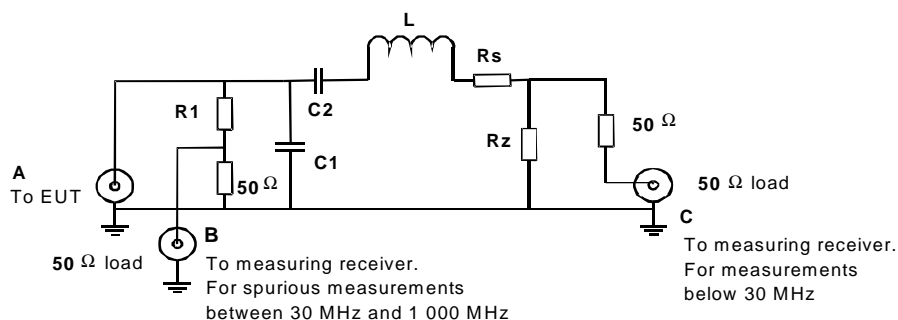 L
Rs
C2
R1
C1
Rz
50 Ω
50 Ω
A
To EUT
50 Ω load
B
50 Ω load
To measuring receiver.
For spurious measurements
between 30 MHz and 1 000 MHz
C
To measuring receiver.
For measurements
below 30 MHz